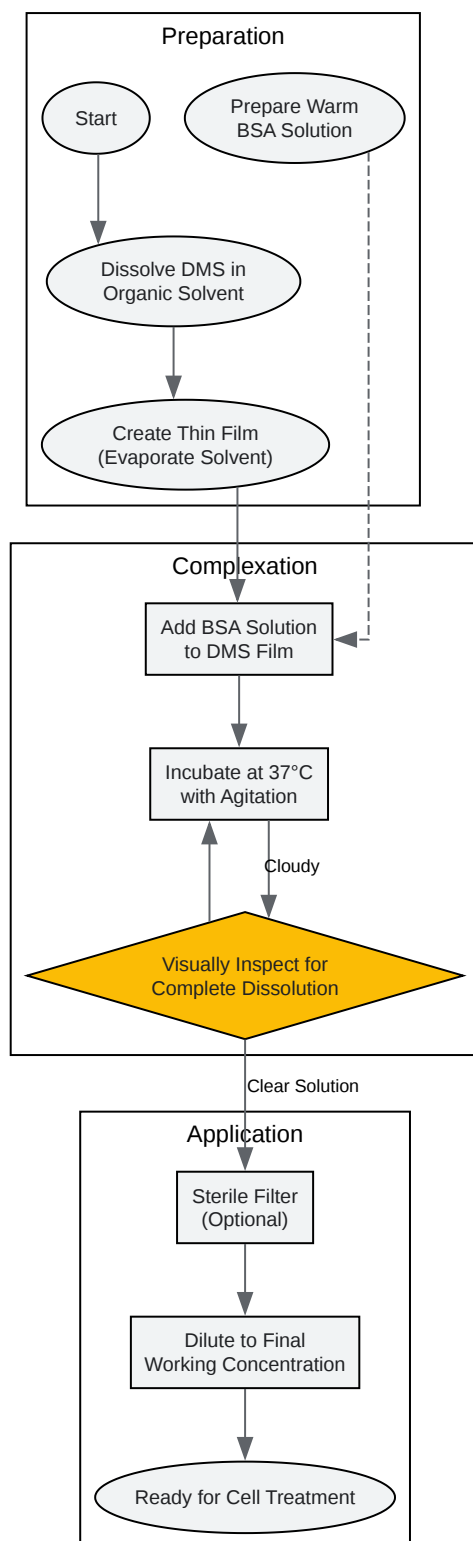 Preparation
Start
Prepare Warm
BSA Solution
Dissolve DMS in
Organic Solvent
Create Thin Film
(Evaporate Solvent)
Complexation
Add BSA Solution
to DMS Film
Incubate at 37°C
with Agitation
Cloudy
Visually Inspect for
Complete Dissolution
Clear Solution
Application
Sterile Filter
(Optional)
Dilute to Final
Working Concentration
Ready for Cell Treatment